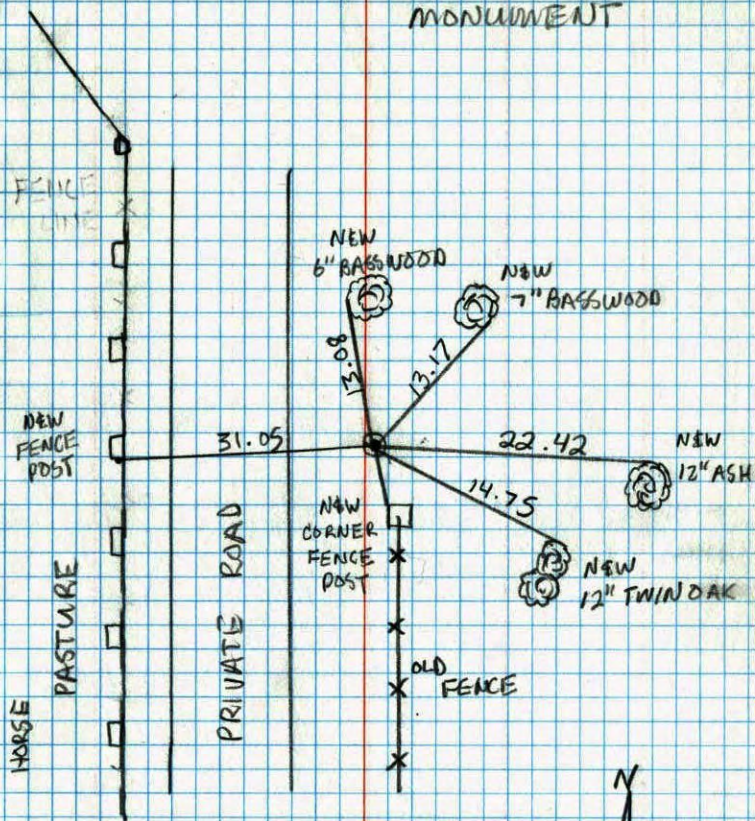 MONUMENT
FENCE
LINE
NEW
6" BASSWOOD
NEW
7" BASSWOOD
13.08
13.17
NEW
FENCE
POST
31.05
22.42
NEW
12" ASH
14.75
NEW
CORNER
FENCE
POST
NEW
12" TWIN OAK
PRIVATE ROAD
HORSE
PASTURE
OLD
FENCE
N